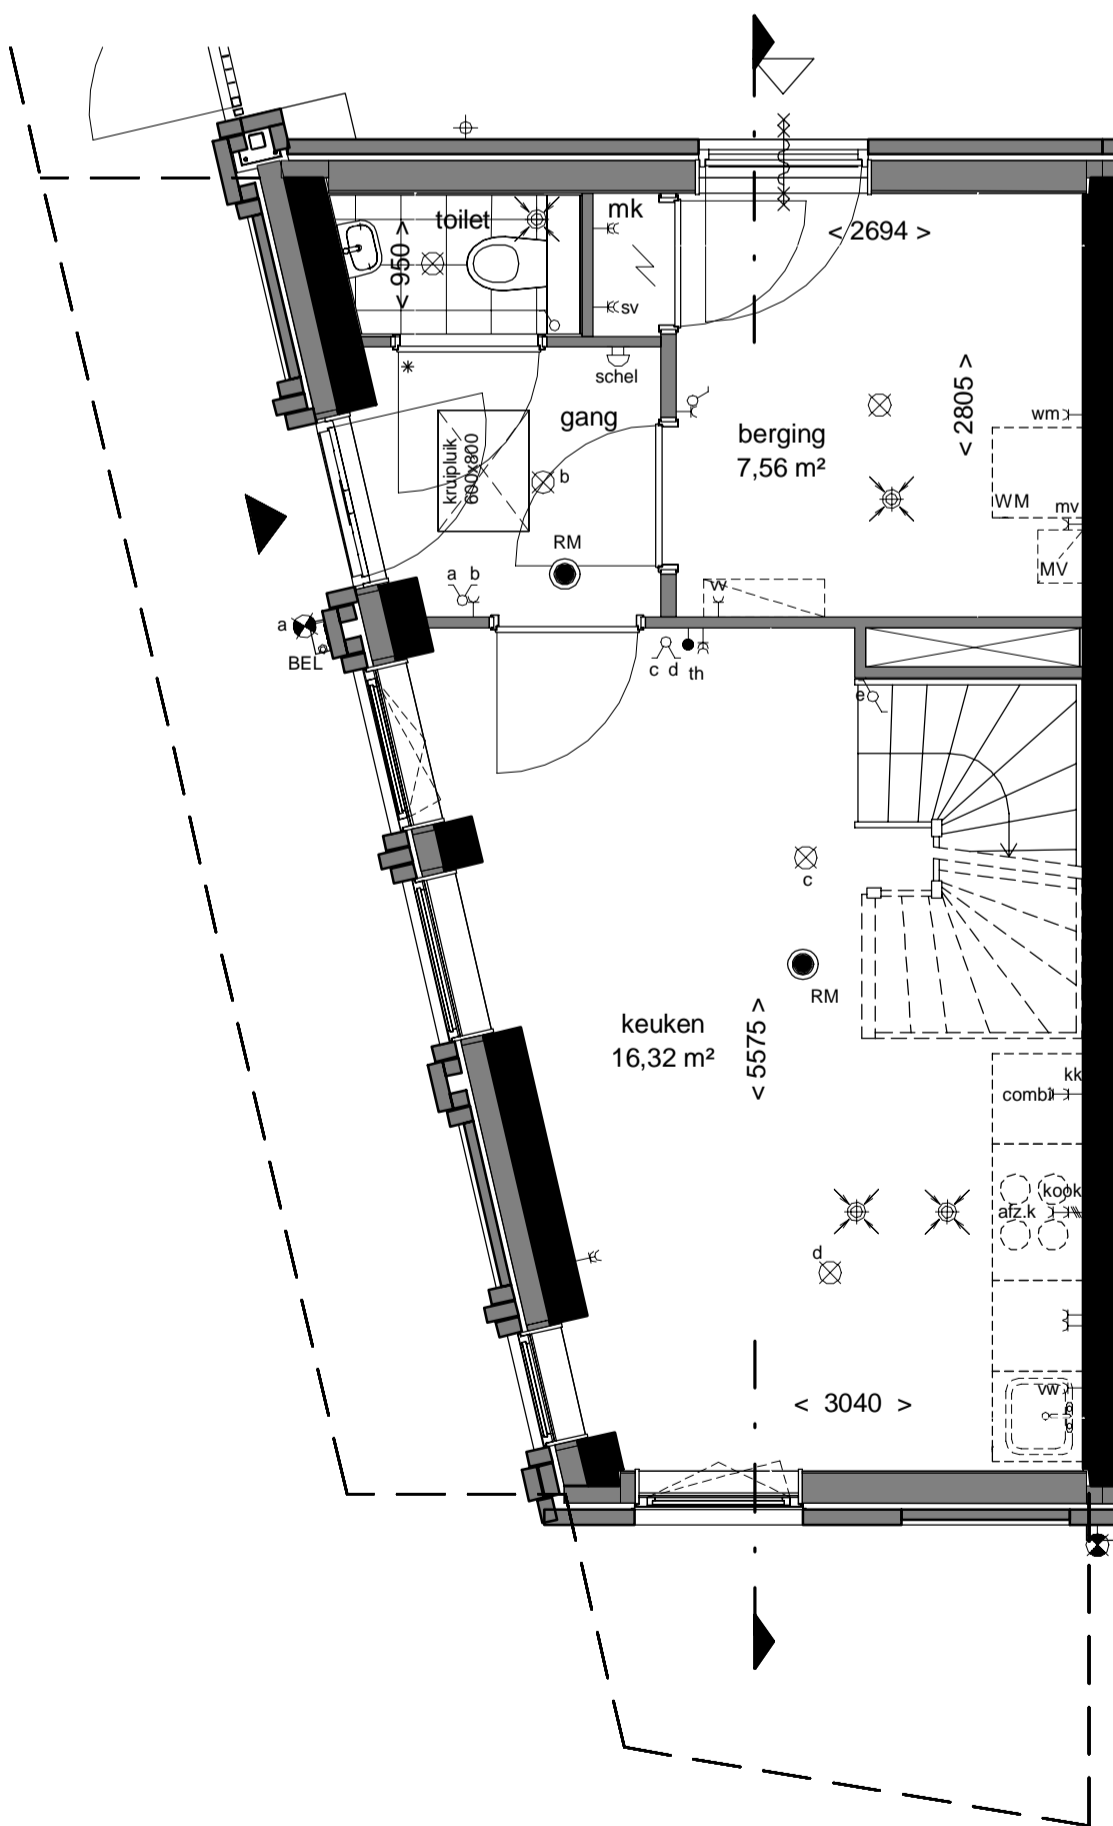 toilet
mk
< 950 >
< 2694 >
sv
schel
gang
< 2805 >
wm
berging
7,56 m²
kruipluik
600x800
b
WM
mv
RM
MV
a b
w
a
BEL
c d th
e
c
RM
keuken
16,32 m²
< 5575 >
kk
combi
kook
afz.k
d
vw
< 3040 >